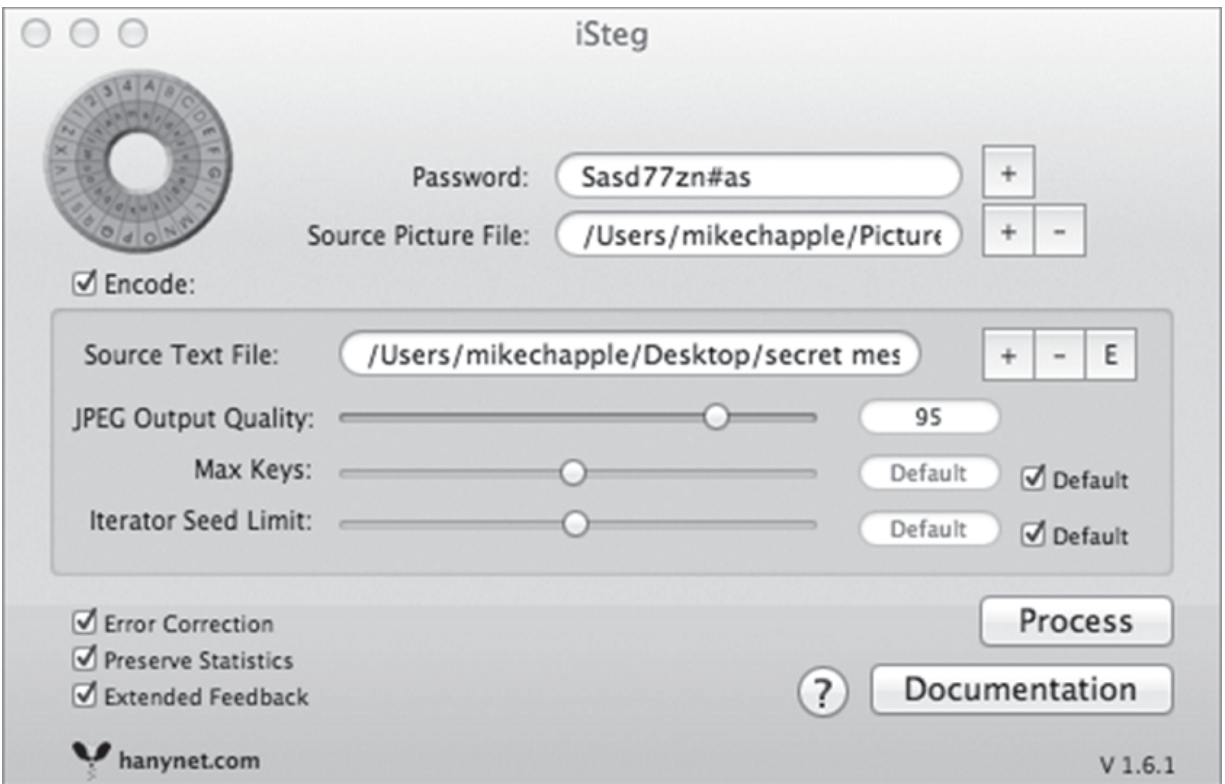 iSteg
Password: Sasd77zn#as +
Source Picture File: /Users/mikechapple/Picture + -
Encode:
Source Text File: /Users/mikechapple/Desktop/secret mes + - E
JPEG Output Quality: 95
Max Keys: Default Default
Iterator Seed Limit: Default Default
Error Correction
Preserve Statistics
Extended Feedback
Process
? Documentation
hanynet.com
V 1.6.1